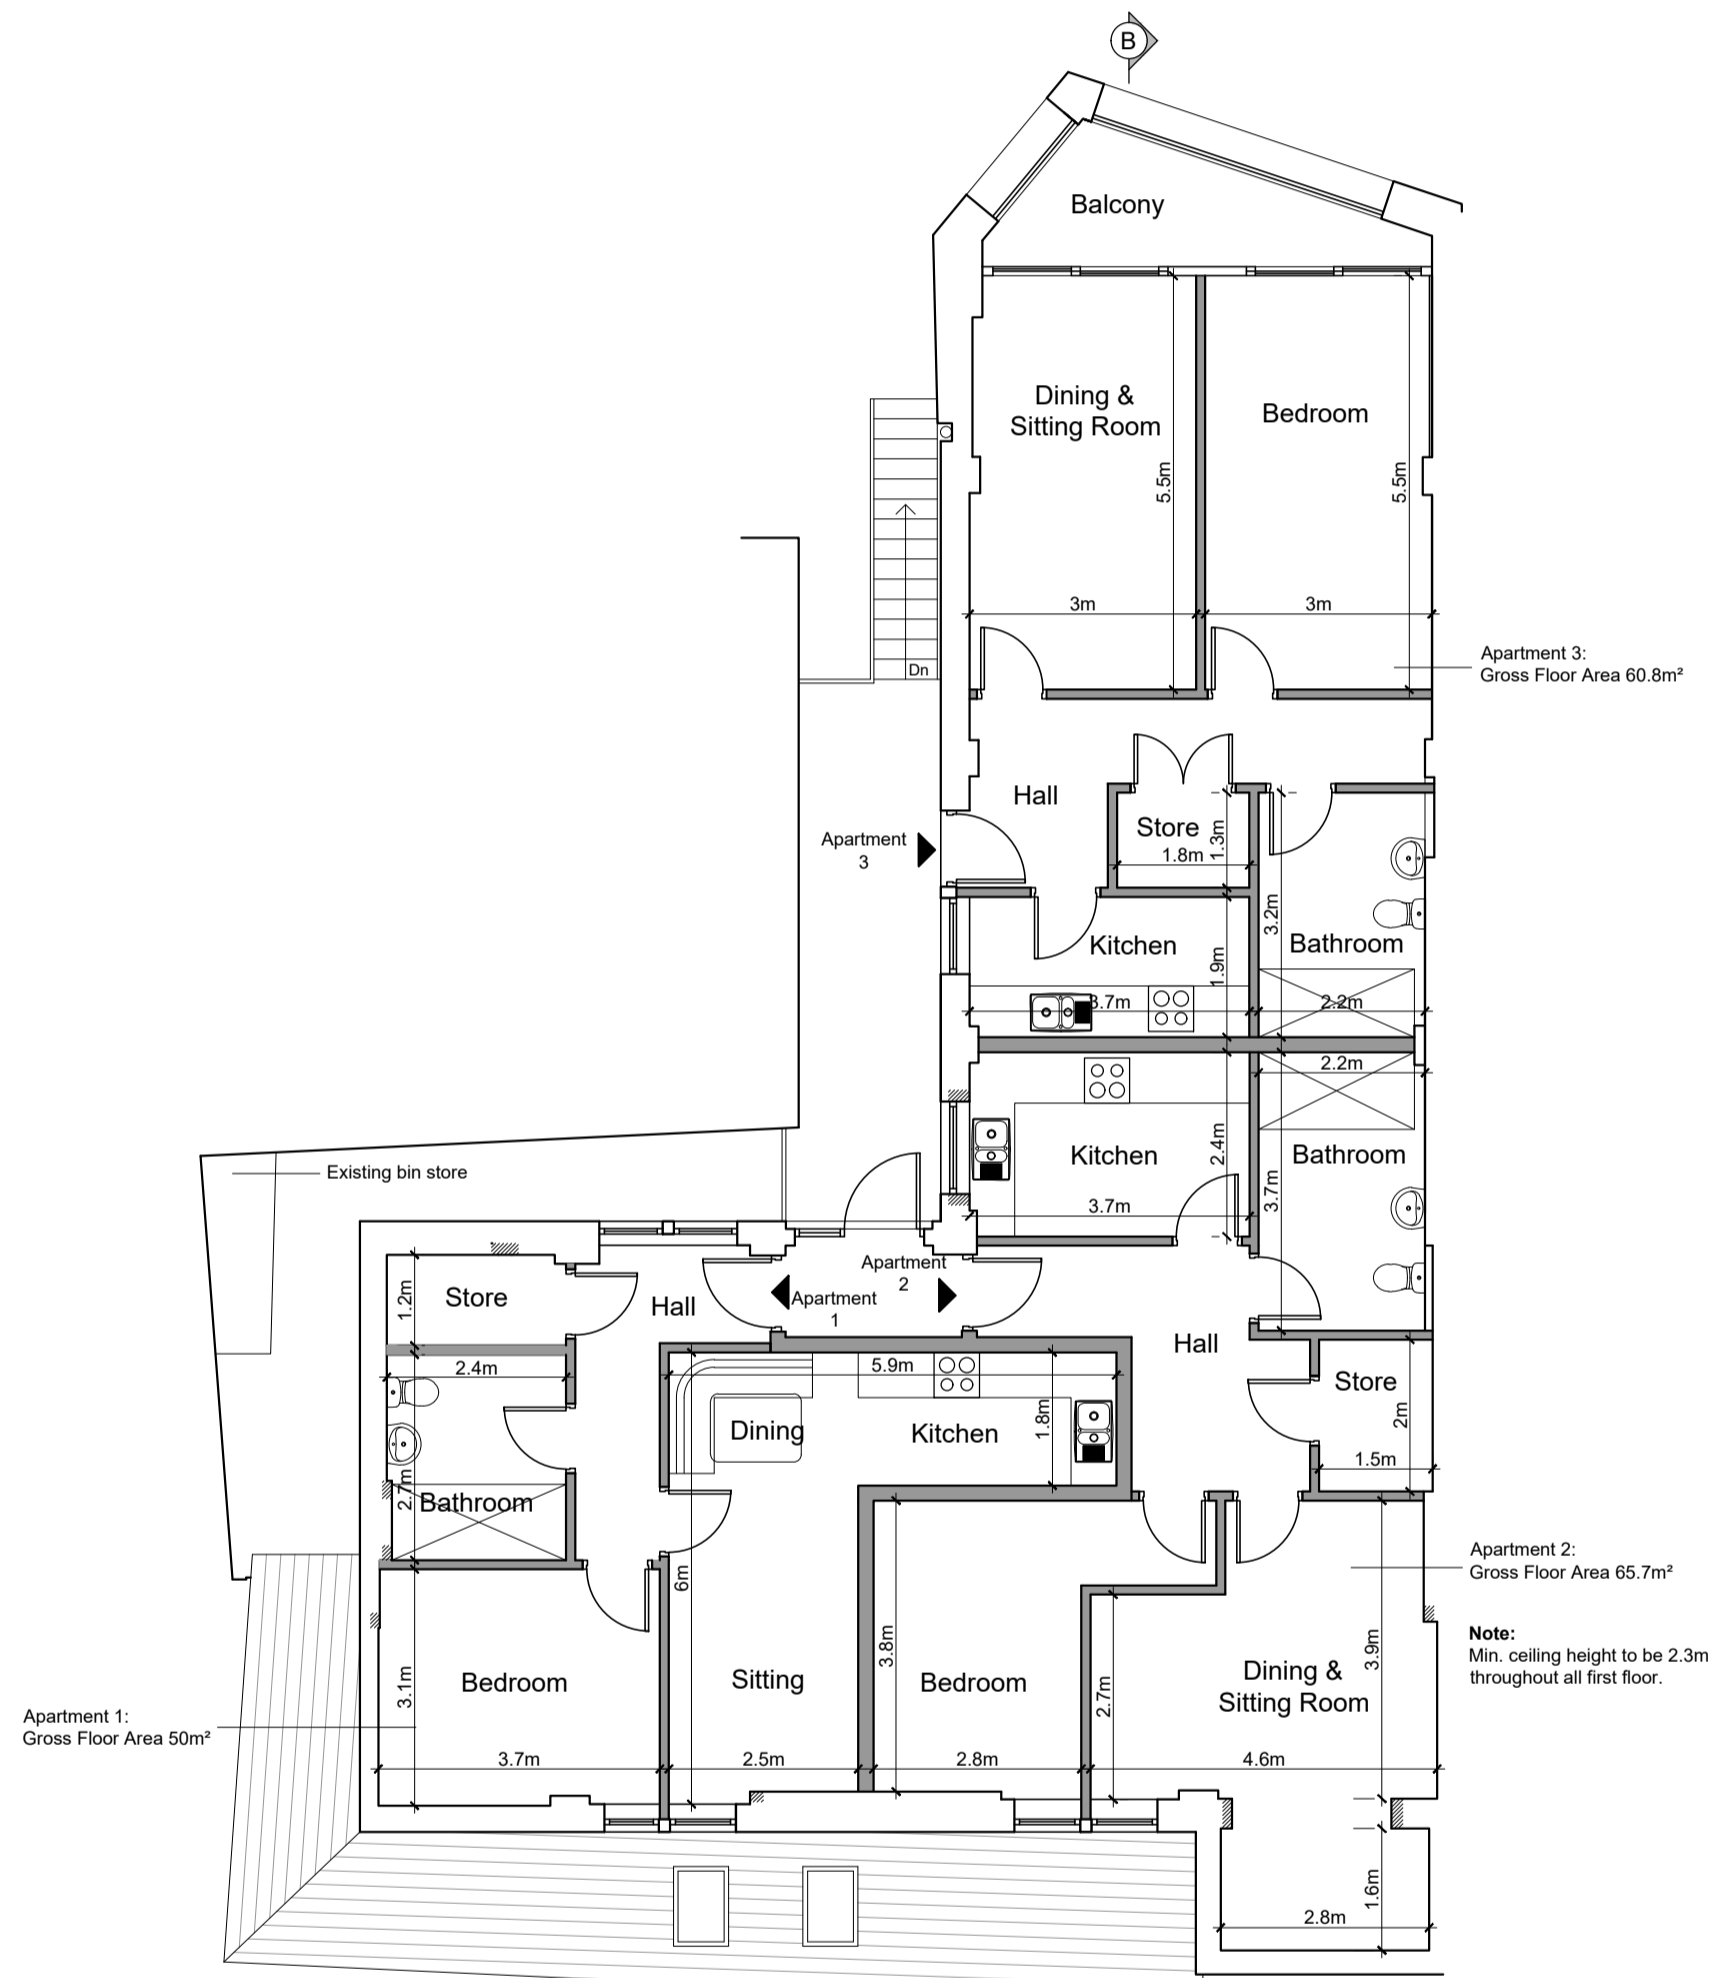 B
Balcony
Dining &
Sitting Room
Bedroom
5.5m
5.5m
3m
3m
Dn
Apartment 3:
Gross Floor Area 60.8m²
Hall
Store
1.3m
1.8m
Apartment
3
Kitchen
1.9m
3.7m
3.2m
Bathroom
2.2m
2.2m
Kitchen
2.4m
3.7m
3.7m
Bathroom
Existing bin store
Store
1.2m
Hall
Apartment
2
Apartment
1
Hall
2.4m
5.9m
Dining
Kitchen
1.8m
Store
2m
1.5m
2.7m
Bathroom
6m
Apartment 2:
Gross Floor Area 65.7m²
Note:
Min. ceiling height to be 2.3m
throughout all first floor.
3.1m
Bedroom
Sitting
3.8m
Bedroom
2.7m
Dining &
Sitting Room
3.9m
Apartment 1:
Gross Floor Area 50m²
3.7m
2.5m
2.8m
4.6m
1.6m
2.8m